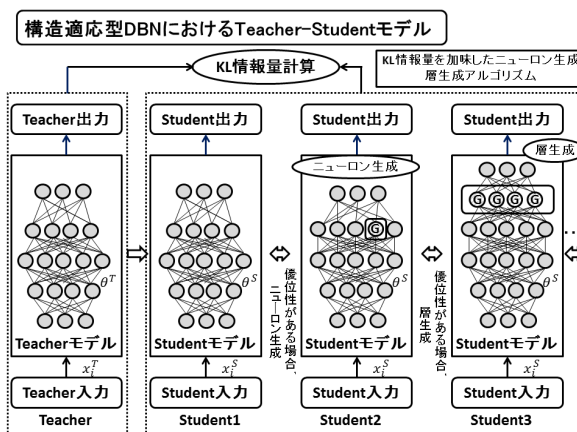 構造適応型DBNにおけるTeacher-Studentモデル
KL情報量計算
KL情報量を加味したニューロン生成
層生成アルゴリズム
Teacher出力
Student出力
Student出力
Student出力
ニューロン生成
層生成
G
G G G G
θ^T
θ^S
θ^S
θ^S
Teacherモデル
Studentモデル
Studentモデル
Studentモデル
優位性がある場合、
ニューロン生成
優位性がある場合、
層生成
...
x_i^T
x_i^S
x_i^S
x_i^S
Teacher入力
Student入力
Student入力
Student入力
Teacher
Student1
Student2
Student3